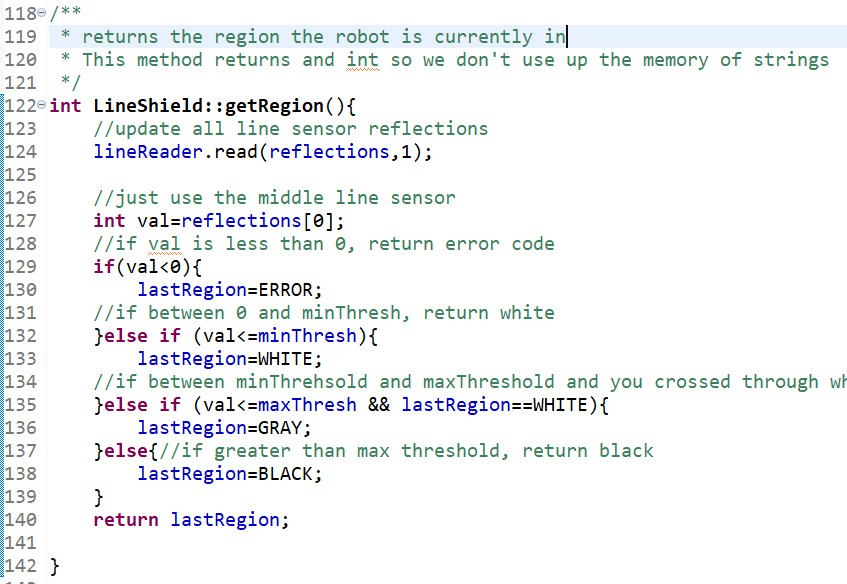 118 /**
119  * returns the region the robot is currently in
120  * This method returns and int so we don't use up the memory of strings
121  */
122 int LineShield::getRegion(){
123     //update all line sensor reflections
124     lineReader.read(reflections,1);
125
126     //just use the middle line sensor
127     int val=reflections[0];
128     //if val is less than 0, return error code
129     if(val<0){
130         lastRegion=ERROR;
131     //if between 0 and minThresh, return white
132     }else if (val<=minThresh){
133         lastRegion=WHITE;
134     //if between minThrehsold and maxThreshold and you crossed through wh
135     }else if (val<=maxThresh && lastRegion==WHITE){
136         lastRegion=GRAY;
137     }else{//if greater than max threshold, return black
138         lastRegion=BLACK;
139     }
140     return lastRegion;
141
142 }